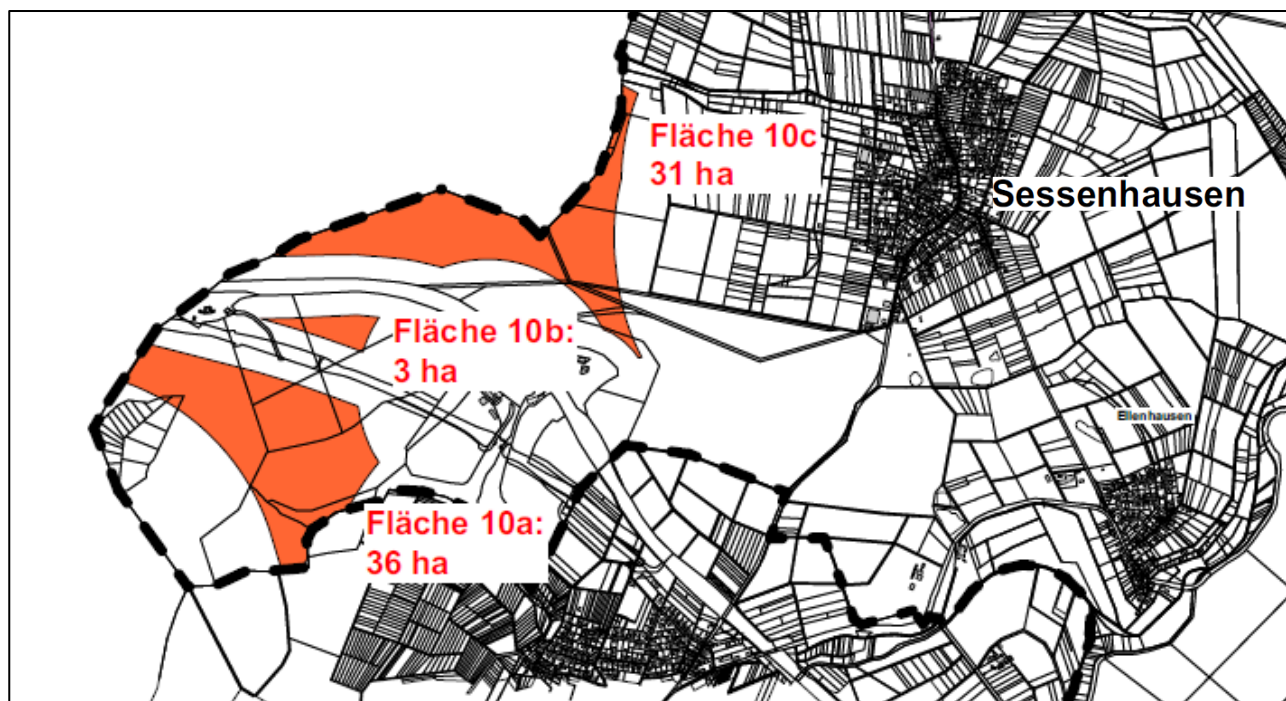 Fläche 10c
31 ha
Sessenhausen
Fläche 10b:
3 ha
Ellenhausen
Fläche 10a:
36 ha